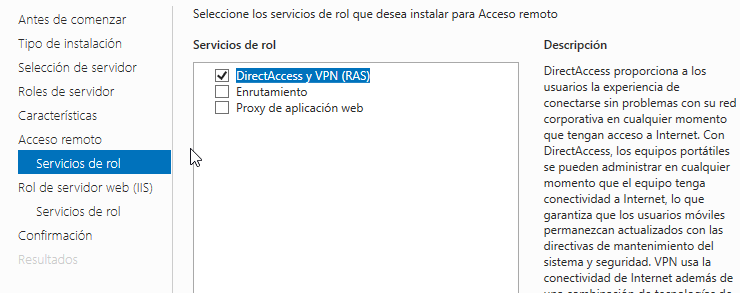 Antes de comenzar
Tipo de instalación
Selección de servidor
Roles de servidor
Características
Acceso remoto
Servicios de rol
Rol de servidor web (IIS)
Servicios de rol
Confirmación
Resultados
Seleccione los servicios de rol que desea instalar para Acceso remoto
Servicios de rol
DirectAccess y VPN (RAS)
Enrutamiento
Proxy de aplicación web
Descripción
DirectAccess proporciona a los
usuarios la experiencia de
conectarse sin problemas con su red
corporativa en cualquier momento
que tengan acceso a Internet. Con
DirectAccess, los equipos portátiles
se pueden administrar en cualquier
momento que el equipo tenga
conectividad a Internet, lo que
garantiza que los usuarios móviles
permanezcan actualizados con las
directivas de mantenimiento del
sistema y seguridad. VPN usa la
conectividad de Internet además de
una combinación de tecnologías de